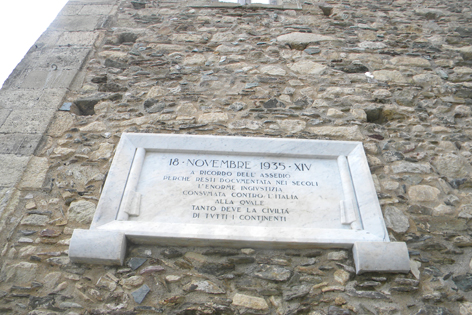 18 · NOVEMBRE · 1935 · XIV
A RICORDO DELL' ASSEDIO
PERCHÈ RESTI DOCUMENTATA NEI SECOLI
L'ENORME INGIUSTIZIA
CONSUMATA CONTRO L'ITALIA
ALLA QUALE
TANTO DEVE LA CIVILTÀ
DI TUTTI I CONTINENTI